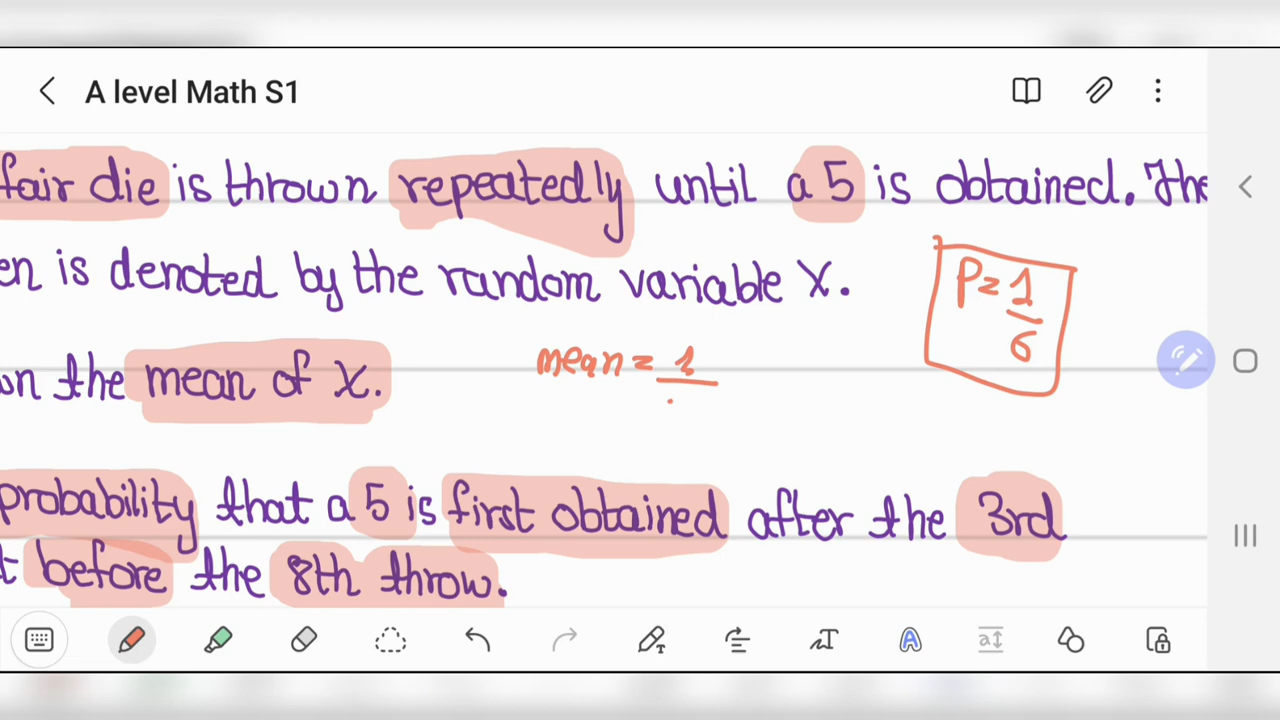 A level Math S1
fair die is thrown repeatedly until a 5 is obtained. The
en is denoted by the random variable X.
P = 1
6
wn the mean of X.
mean = 1
probability that a 5 is first obtained after the 3rd
t before the 8th throw.